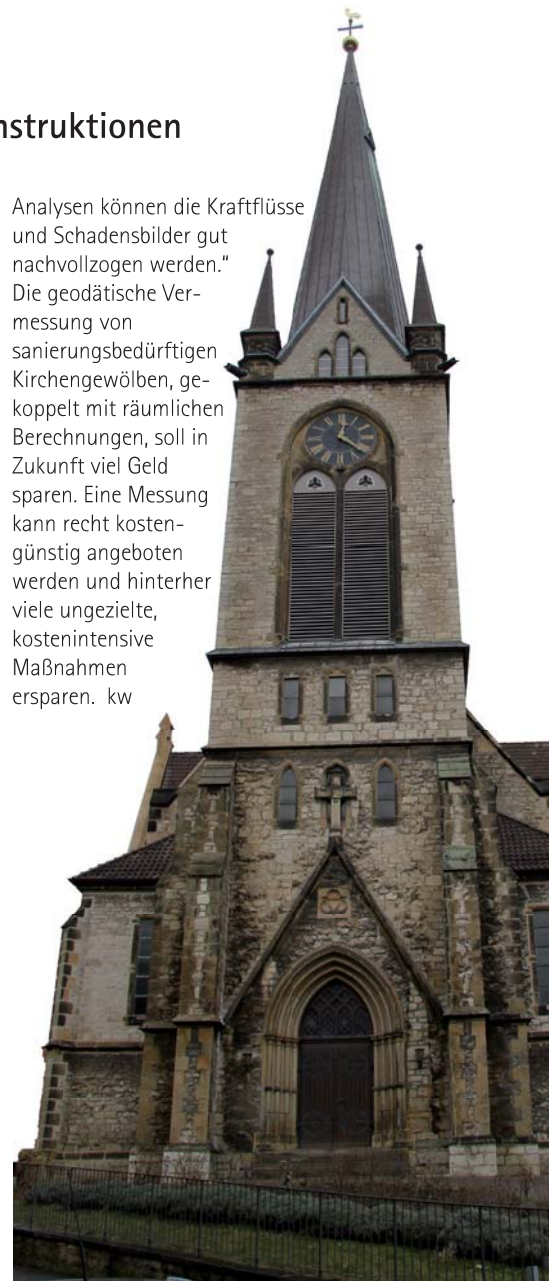 nstruktionen
Analysen können die Kraftflüsse
und Schadensbilder gut
nachvollzogen werden.“
Die geodätische Ver-
messung von
sanierungsbedürftigen
Kirchengewölben, ge-
koppelt mit räumlichen
Berechnungen, soll in
Zukunft viel Geld
sparen. Eine Messung
kann recht kosten-
günstig angeboten
werden und hinterher
viele ungezielte,
kostenintensive
Maßnahmen
ersparen. kw